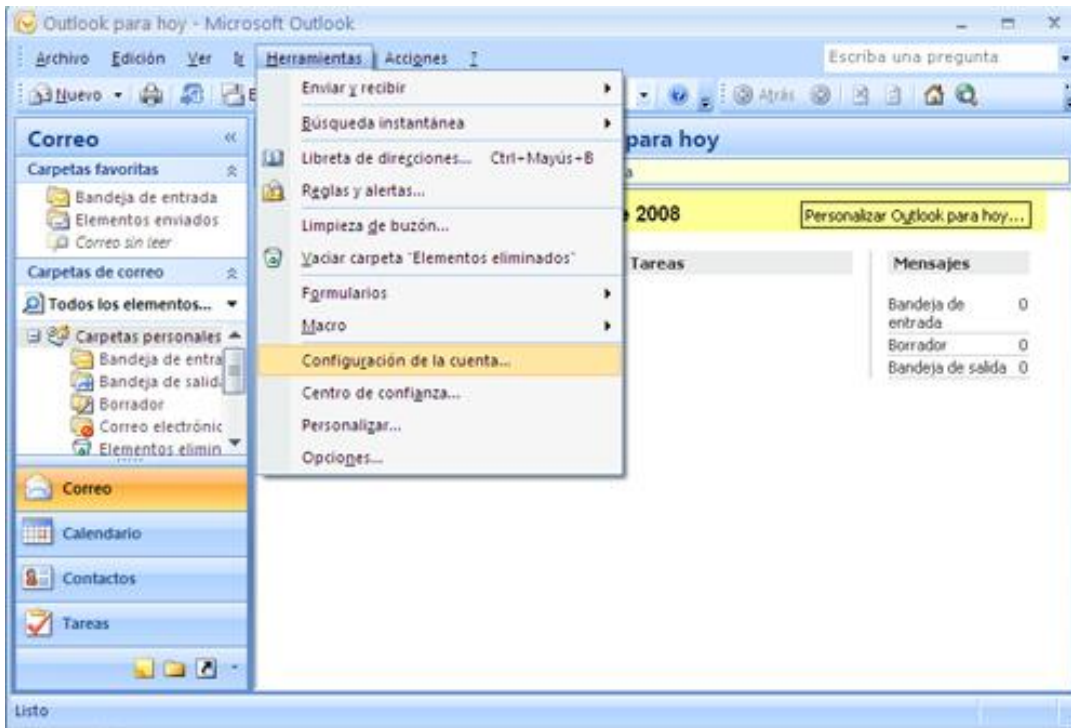 Outlook para hoy - Microsoft Outlook
Archivo Edición Ver Ir Herramientas Acciones ?
Escriba una pregunta
Nuevo
Atrás
Correo
Carpetas favoritas
Bandeja de entrada
Elementos enviados
Correo sin leer
Carpetas de correo
Todos los elementos...
Carpetas personales
Bandeja de entra
Bandeja de salid
Borrador
Correo electrónic
Elementos elimin
Correo
Calendario
Contactos
Tareas
Listo
Enviar y recibir
Búsqueda instantánea
Libreta de direcciones... Ctrl+Mayús+B
Reglas y alertas...
Limpieza de buzón...
Vaciar carpeta "Elementos eliminados"
Formularios
Macro
Configuración de la cuenta...
Centro de confianza...
Personalizar...
Opciones...
para hoy
2008
Personalizar Outlook para hoy...
Tareas
Mensajes
Bandeja de 0
entrada
Borrador 0
Bandeja de salida 0